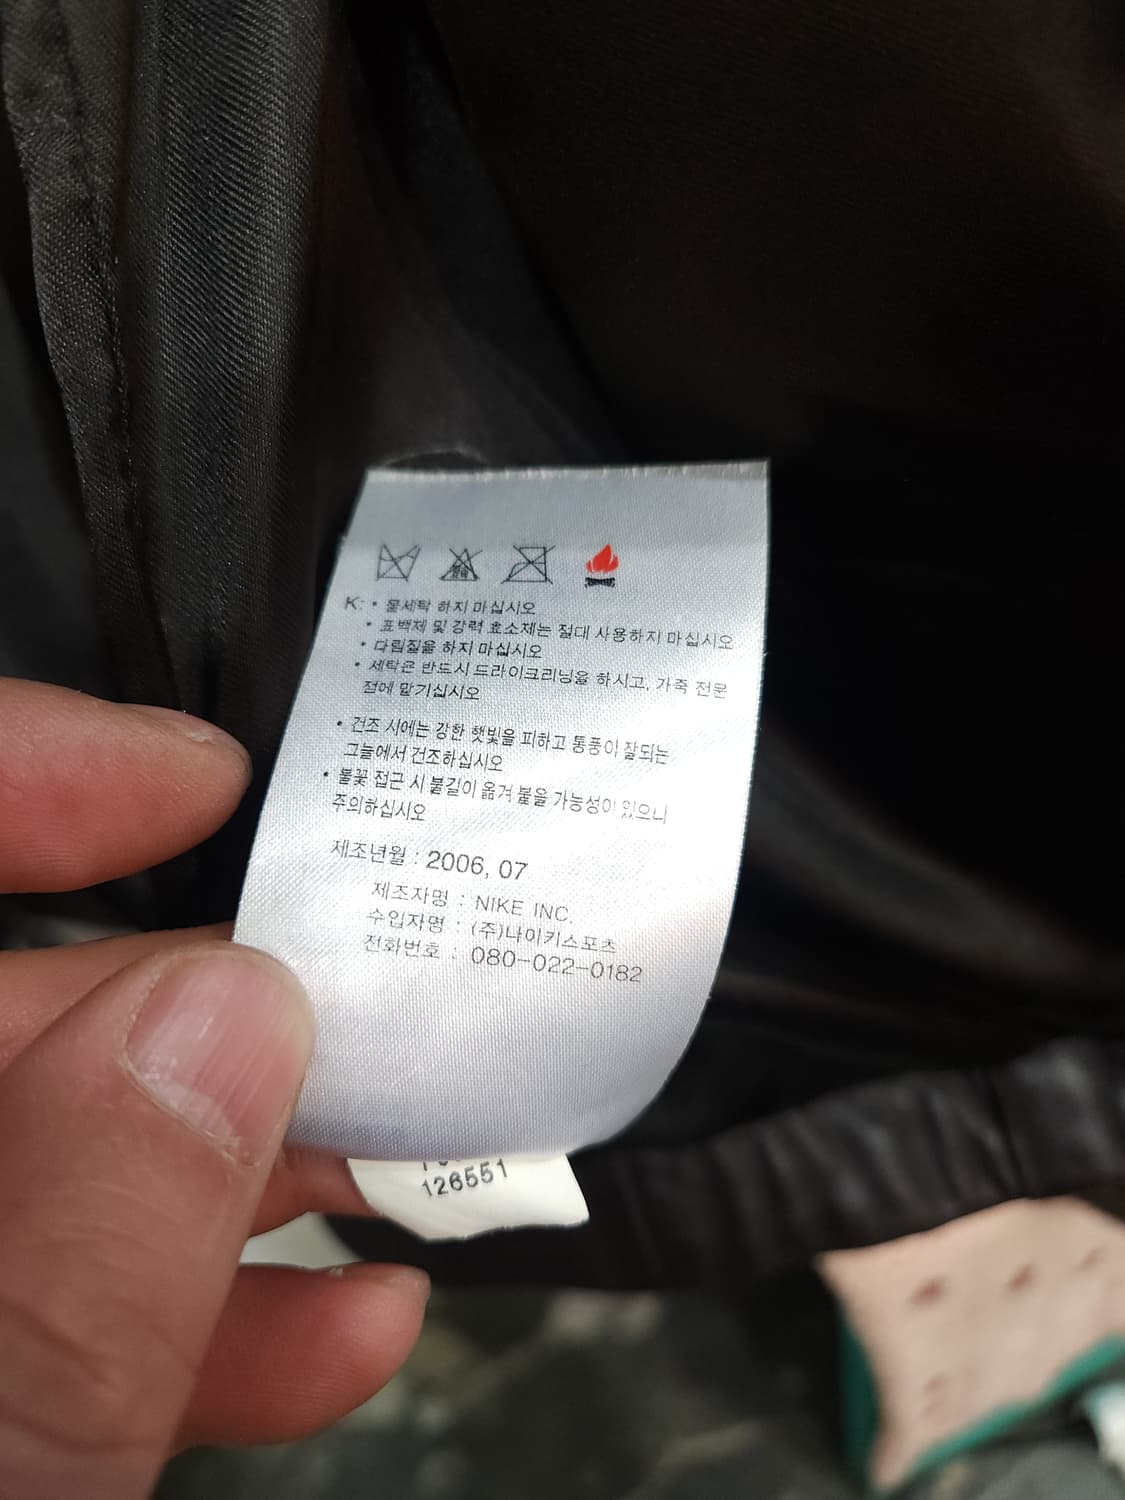 K: • 물세탁 하지 마십시오
• 표백제 및 강력 효소제는 절대 사용하지 마십시오
• 다림질을 하지 마십시오
• 세탁은 반드시 드라이크리닝을 하시고, 가죽 전문
점에 맡기십시오
• 건조 시에는 강한 햇빛을 피하고 통풍이 잘되는
그늘에서 건조하십시오
• 불꽃 접근 시 불길이 옮겨 붙을 가능성이 있으니
주의하십시오
제조년월 : 2006, 07
제조자명 : NIKE INC.
수입자명 : (주)나이키스포츠
전화번호 : 080-022-0182
126551